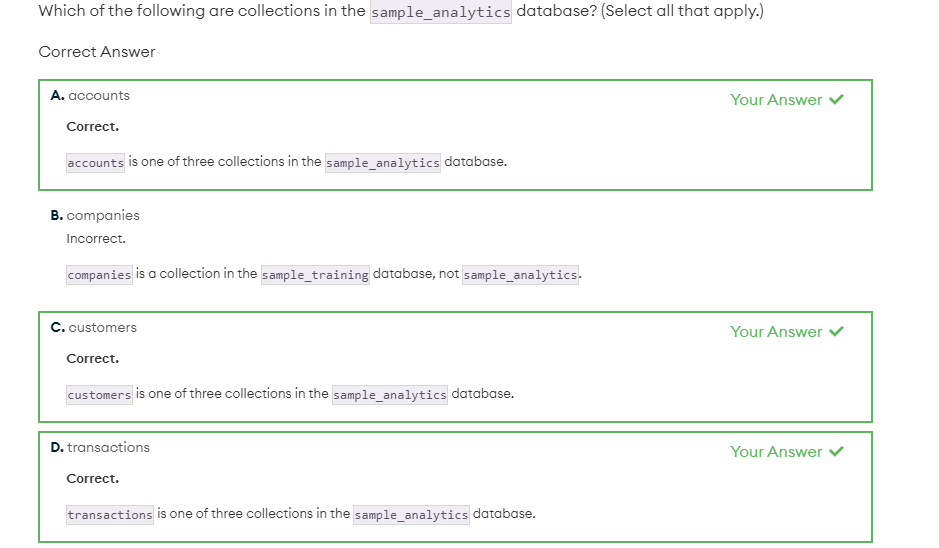 Which of the following are collections in the sample_analytics database? (Select all that apply.)
Correct Answer
A. accounts
Your Answer ✔
Correct.
accounts is one of three collections in the sample_analytics database.
B. companies
Incorrect.
companies is a collection in the sample_training database, not sample_analytics.
C. customers
Your Answer ✔
Correct.
customers is one of three collections in the sample_analytics database.
D. transactions
Your Answer ✔
Correct.
transactions is one of three collections in the sample_analytics database.